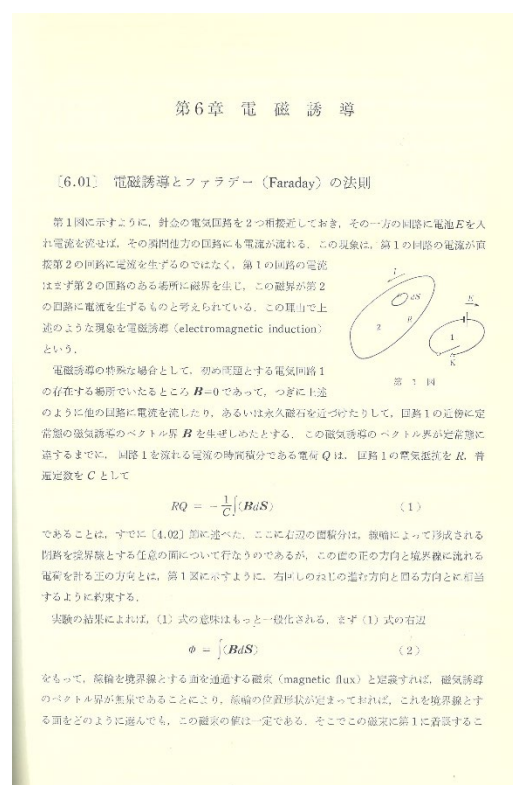 第6章 電磁誘導
〔6.01〕 電磁誘導とファラデー（Faraday）の法則
第1図に示すように，針金の電気回路を2つ相接近しておき，その一方の回路に電池Eを入
れ電流を流せば，その瞬間他方の回路にも電流が流れる．この現象は，第1の回路の電流が直
接第2の回路に電流を生ずるのではなく，第1の回路の電流
はまず第2の回路のある場所に磁界を生じ，この磁界が第2
の回路に電流を生ずるものと考えられている．この理由で上
述のような現象を電磁誘導（electromagnetic induction）
という．
I
dS
R
2
E
1
K
第1図
電磁誘導の特殊な場合として，初め問題とする電気回路1
の存在する場所でいたるところ B=0 であって，つぎに上述
のように他の回路に電流を流したり，あるいは永久磁石を近づけたりして，回路1の近傍に定
常態の磁気誘導のベクトル界 B を生ぜしめたとする．この磁気誘導のベクトル界が定常態に
達するまでに，回路1を流れる電流の時間積分である電荷 Q は，回路1の電気抵抗を R，普
遍定数を C として
RQ = −1/C ∫(BdS) （1）
であることは，すでに〔4.02〕節に述べた．ここに右辺の面積分は，線輪によって形成される
閉路を境界線とする任意の面について行なうのであるが，この面の正の方向と境界線に流れる
電荷を計る正の方向とは，第1図に示すように，右回しのねじの進む方向と回る方向とに相当
するように約束する．
実験の結果によれば，（1）式の意味はもっと一般化される．まず（1）式の右辺
Φ = ∫(BdS) （2）
をもって，線輪を境界線とする面を通過する磁束（magnetic flux）と定義すれば，磁気誘導
のベクトル界が無泉であることにより，線輪の位置形状が定まっておれば，これを境界線とす
る面をどのように選んでも，この磁束の値は一定である．そこでこの磁束に第1に着眼するこ